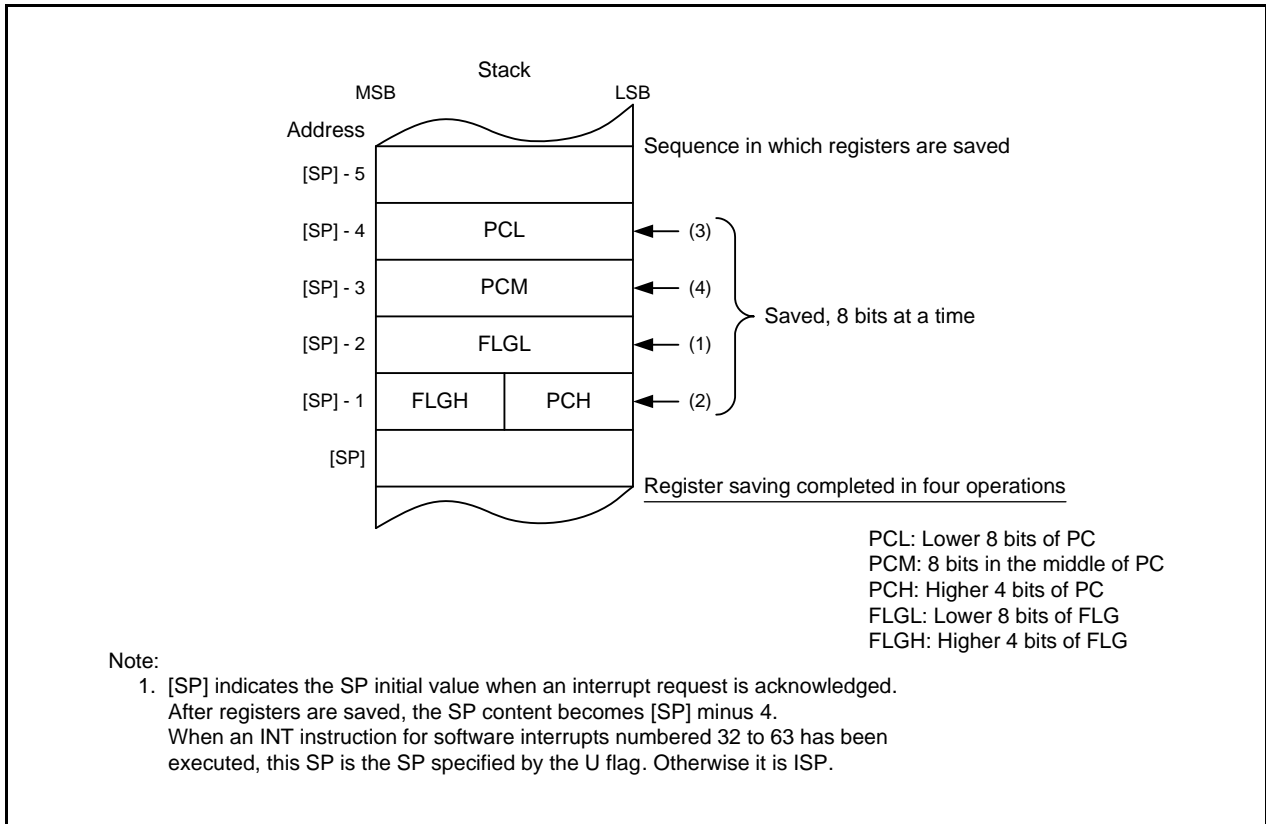 Stack
MSB LSB
Address
Sequence in which registers are saved
[SP] - 5
[SP] - 4 PCL (3)
[SP] - 3 PCM (4)
Saved, 8 bits at a time
[SP] - 2 FLGL (1)
[SP] - 1 FLGH PCH (2)
[SP]
Register saving completed in four operations
PCL: Lower 8 bits of PC
PCM: 8 bits in the middle of PC
PCH: Higher 4 bits of PC
FLGL: Lower 8 bits of FLG
FLGH: Higher 4 bits of FLG
Note:
1. [SP] indicates the SP initial value when an interrupt request is acknowledged.
After registers are saved, the SP content becomes [SP] minus 4.
When an INT instruction for software interrupts numbered 32 to 63 has been
executed, this SP is the SP specified by the U flag. Otherwise it is ISP.